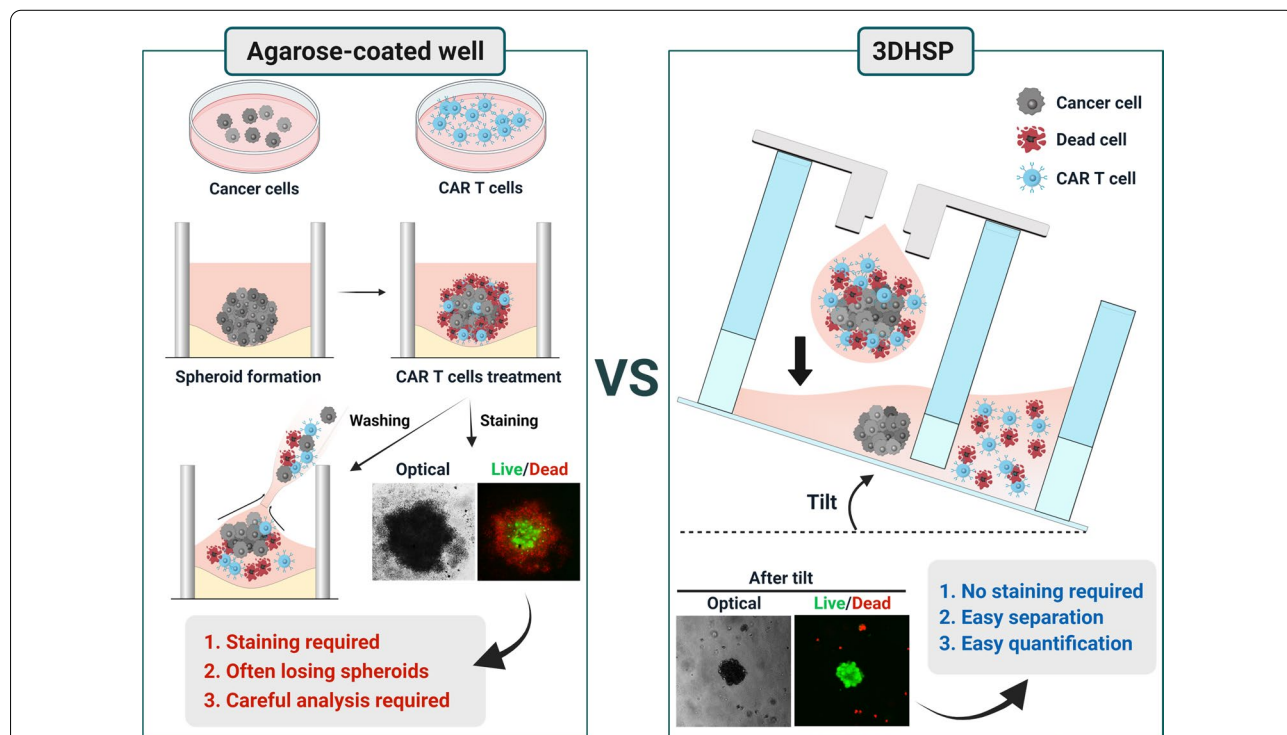 Agarose-coated well
Cancer cells
CAR T cells
Spheroid formation
CAR T cells treatment
Washing
Staining
Optical
Live/Dead
1. Staining required
2. Often losing spheroids
3. Careful analysis required
VS
3DHSP
Cancer cell
Dead cell
CAR T cell
Tilt
After tilt
Optical
Live/Dead
1. No staining required
2. Easy separation
3. Easy quantification